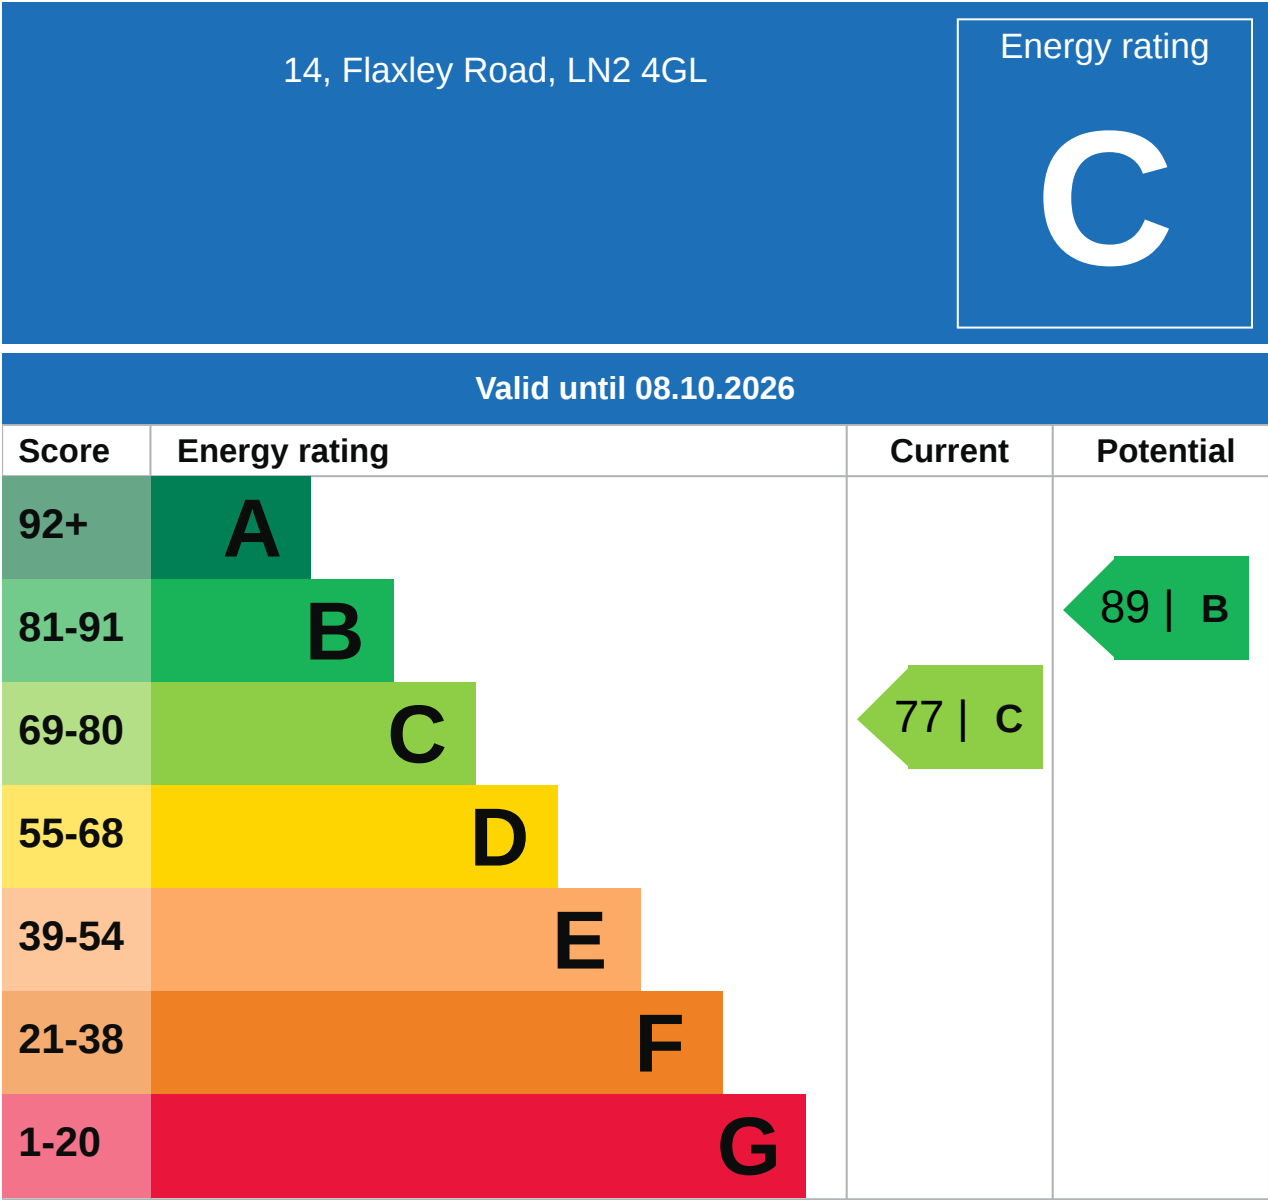 14, Flaxley Road, LN2 4GL
Energy rating
C
Valid until 08.10.2026
Score Energy rating Current Potential
92+ A
81-91 B
89 | B
69-80 C
77 | C
55-68 D
39-54 E
21-38 F
1-20 G